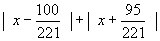 | x − 100/221 | + | x + 95/221 |